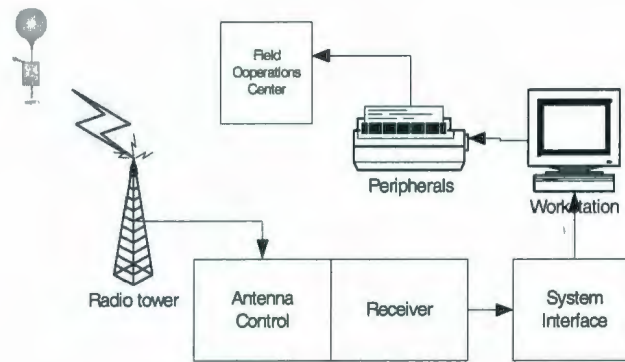 Field
Ooperations
Center
Peripherals
Workstation
Radio tower
Antenna
Control
Receiver
System
Interface